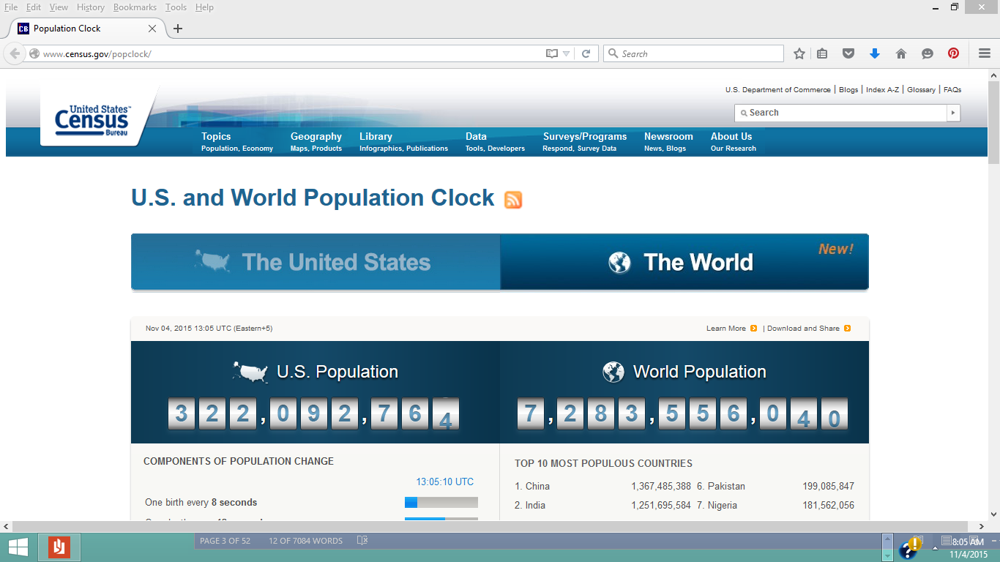 File Edit View History Bookmarks Tools Help
CB Population Clock
www.census.gov/popclock/ Search
U.S. Department of Commerce | Blogs | Index A-Z | Glossary | FAQs
United States™
Census
Bureau
Search
Topics Geography Library Data Surveys/Programs Newsroom About Us
Population, Economy Maps, Products Infographics, Publications Tools, Developers Respond, Survey Data News, Blogs Our Research
U.S. and World Population Clock
The United States The World New!
Nov 04, 2015 13:05 UTC (Eastern+5) Learn More | Download and Share
U.S. Population World Population
322,092,764 7,283,556,040
COMPONENTS OF POPULATION CHANGE TOP 10 MOST POPULOUS COUNTRIES
13:05:10 UTC
1. China 1,367,485,388 6. Pakistan 199,085,847
One birth every 8 seconds
2. India 1,251,695,584 7. Nigeria 181,562,056
PAGE 3 OF 52 12 OF 7084 WORDS
8:05 AM
11/4/2015